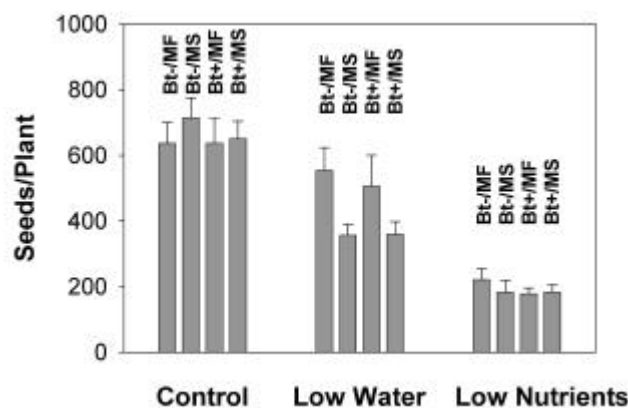 1000
800
600
400
200
0
Seeds/Plant
Bt-/MF
Bt-/MS
Bt+/MF
Bt+/MS
Bt-/MF
Bt-/MS
Bt+/MF
Bt+/MS
Bt-/MF
Bt-/MS
Bt+/MF
Bt+/MS
Control
Low Water
Low Nutrients